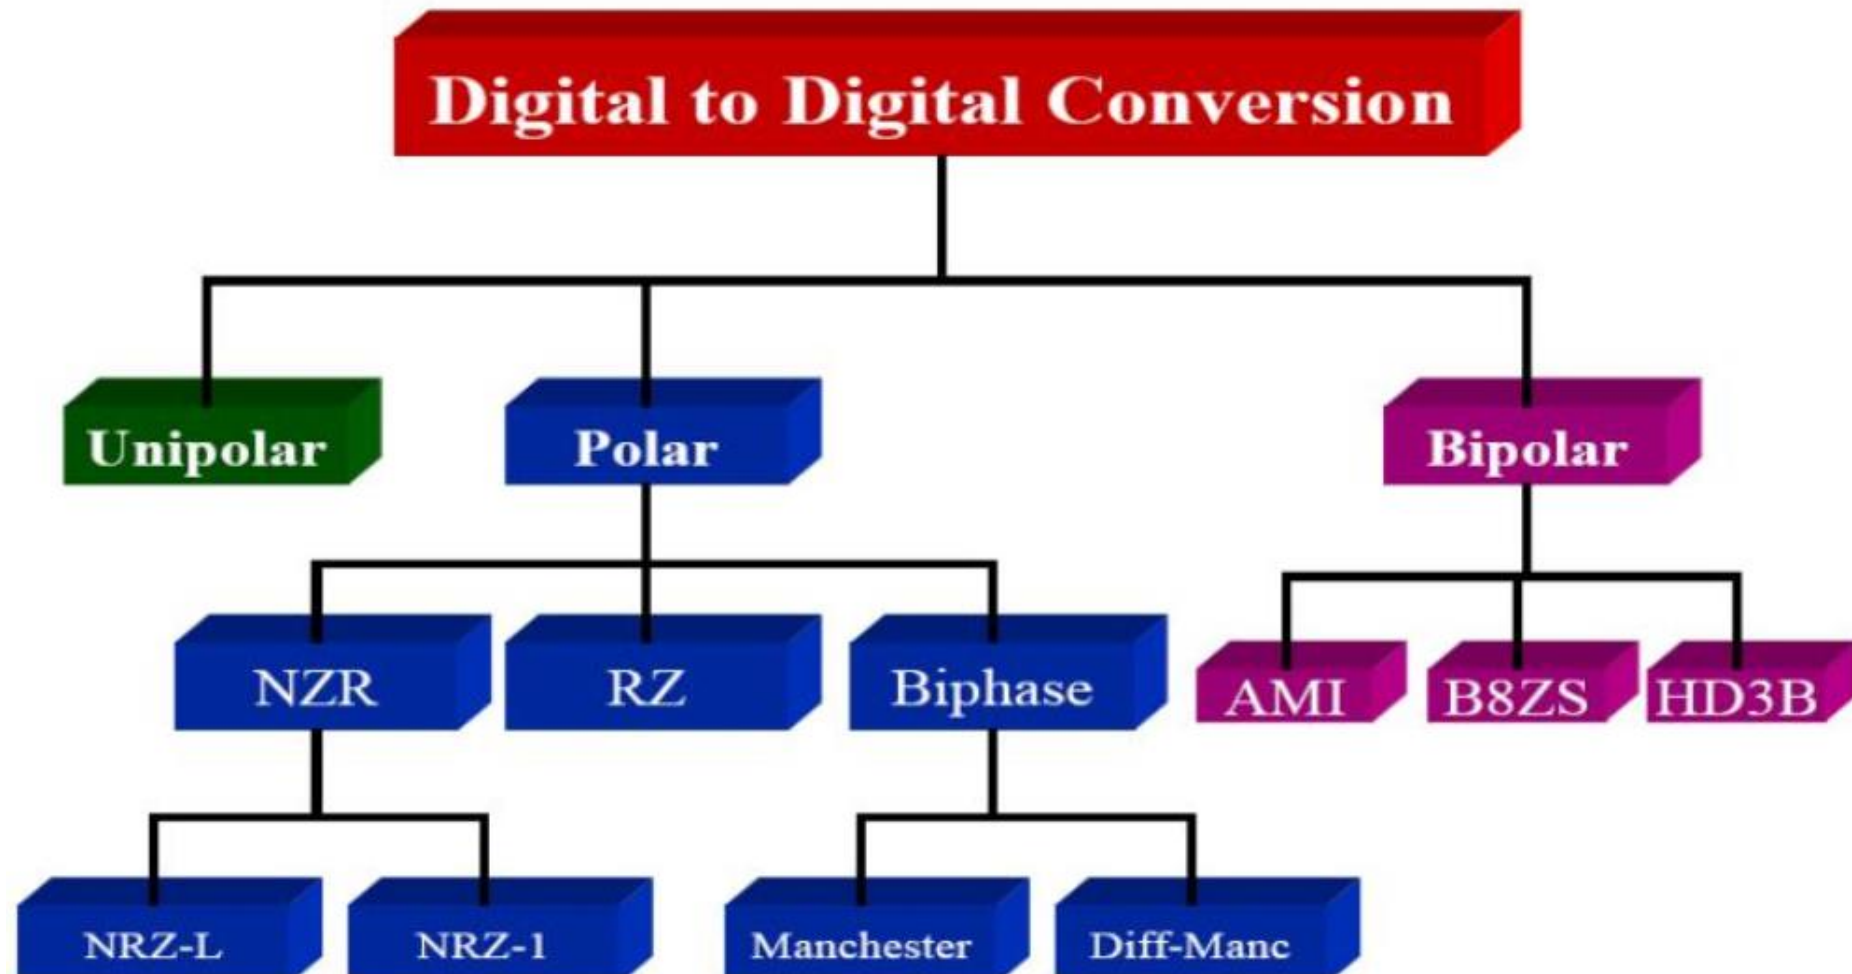 Digital to Digital Conversion
Unipolar
Polar
Bipolar
NZR
RZ
Biphase
AMI
B8ZS
HD3B
NRZ-L
NRZ-1
Manchester
Diff-Manc